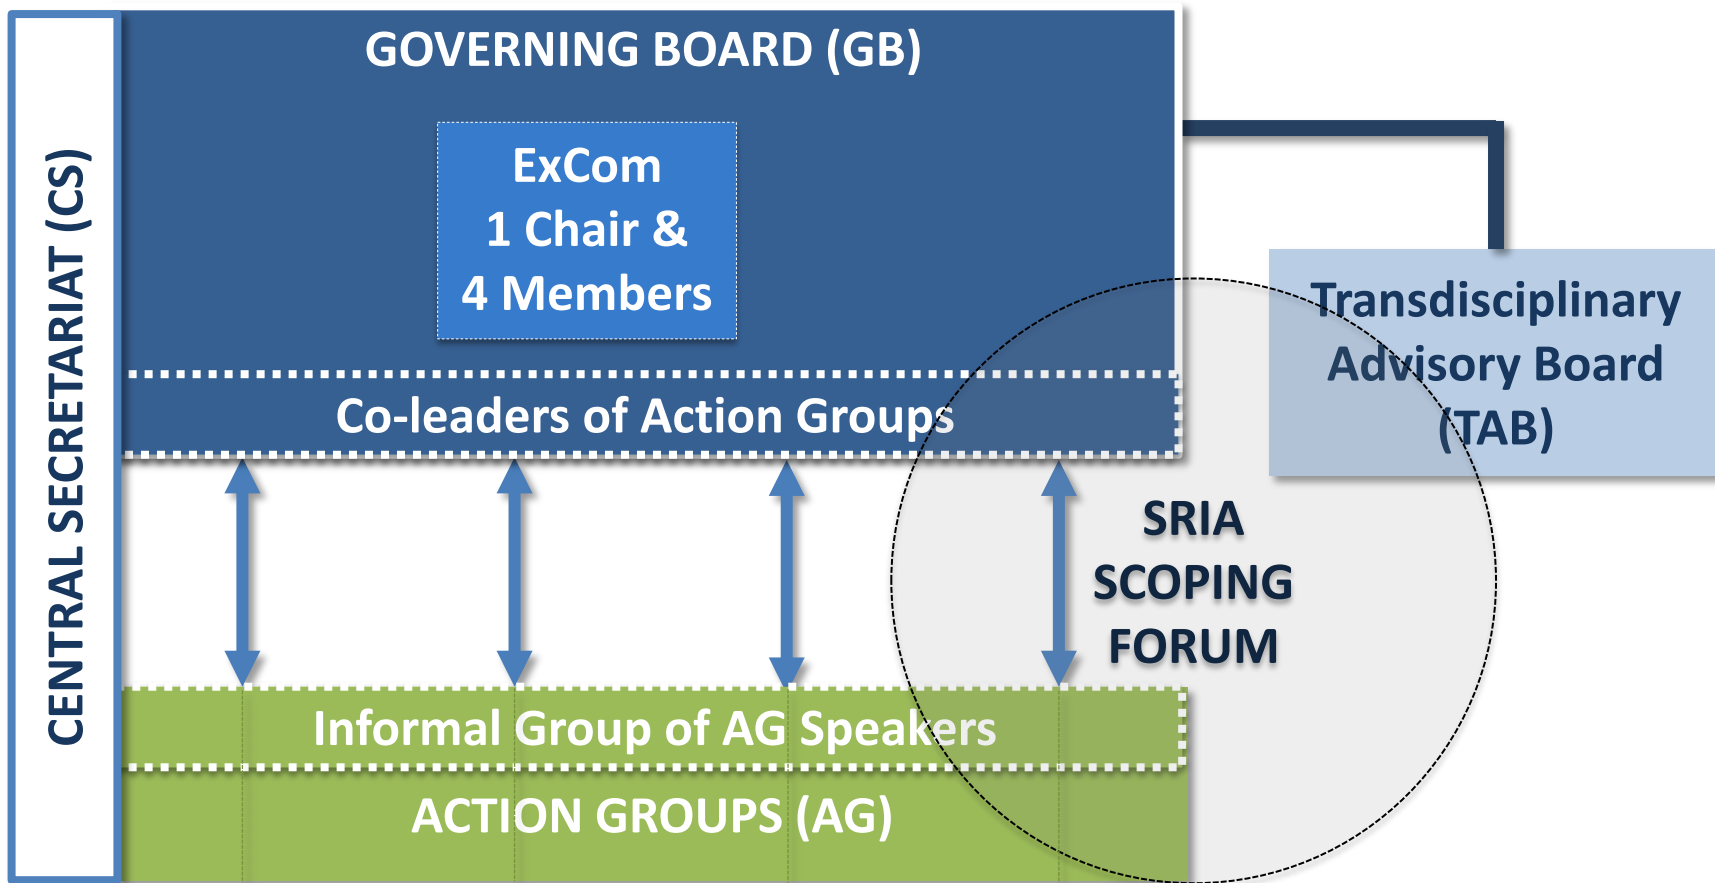 CENTRAL SECRETARIAT (CS)
GOVERNING BOARD (GB)
ExCom
1 Chair &
4 Members
Co-leaders of Action Groups
Transdisciplinary
Advisory Board
(TAB)
SRIA
SCOPING
FORUM
Informal Group of AG Speakers
ACTION GROUPS (AG)